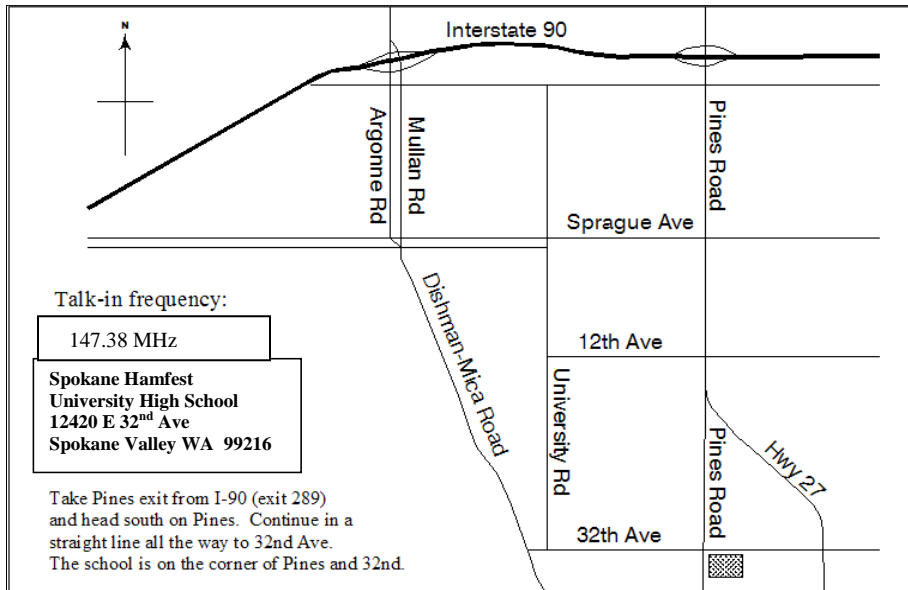 N
Interstate 90
Argonne Rd
Mullan Rd
Pines Road
Sprague Ave
Dishman-Mica Road
12th Ave
University Rd
Pines Road
Hwy 27
32th Ave
Talk-in frequency:
147.38 MHz
Spokane Hamfest
University High School
12420 E 32nd Ave
Spokane Valley WA  99216
Take Pines exit from I-90 (exit 289)
and head south on Pines.  Continue in a
straight line all the way to 32nd Ave.
The school is on the corner of Pines and 32nd.